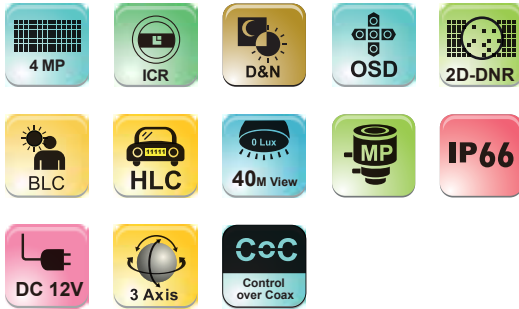 4 MP
ICR
D&N
OSD
2D-DNR
BLC
11111
HLC
0 Lux
40M View
MP
IP66
DC 12V
3 Axis
CoC
Control
over Coax